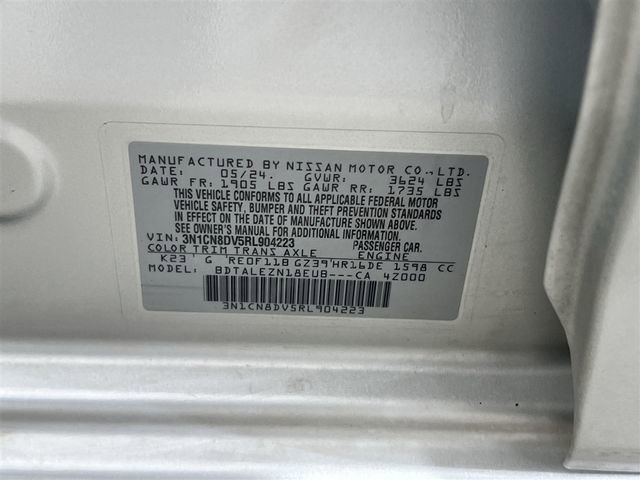 MANUFACTURED BY NISSAN MOTOR CO.,LTD.
DATE: 05/24. GVWR: 3624 LBS
GAWR FR: 1905 LBS GAWR RR: 1735 LBS
THIS VEHICLE CONFORMS TO ALL APPLICABLE FEDERAL MOTOR
VEHICLE SAFETY, BUMPER AND THEFT PREVENTION STANDARDS
IN EFFECT ON THE DATE OF MANUFACTURE SHOWN ABOVE.
SEE OWNER'S MANUAL FOR ADDITIONAL INFORMATION.
VIN: 3N1CN8DV5RL904223 PASSENGER CAR.
COLOR TRIM TRANS AXLE ENGINE
K23 G RE0F11B GZ39 HR16DE 1598 CC
MODEL: BDTALEZN18EUB---CA 4Z000
3N1CN8DV5RL904223